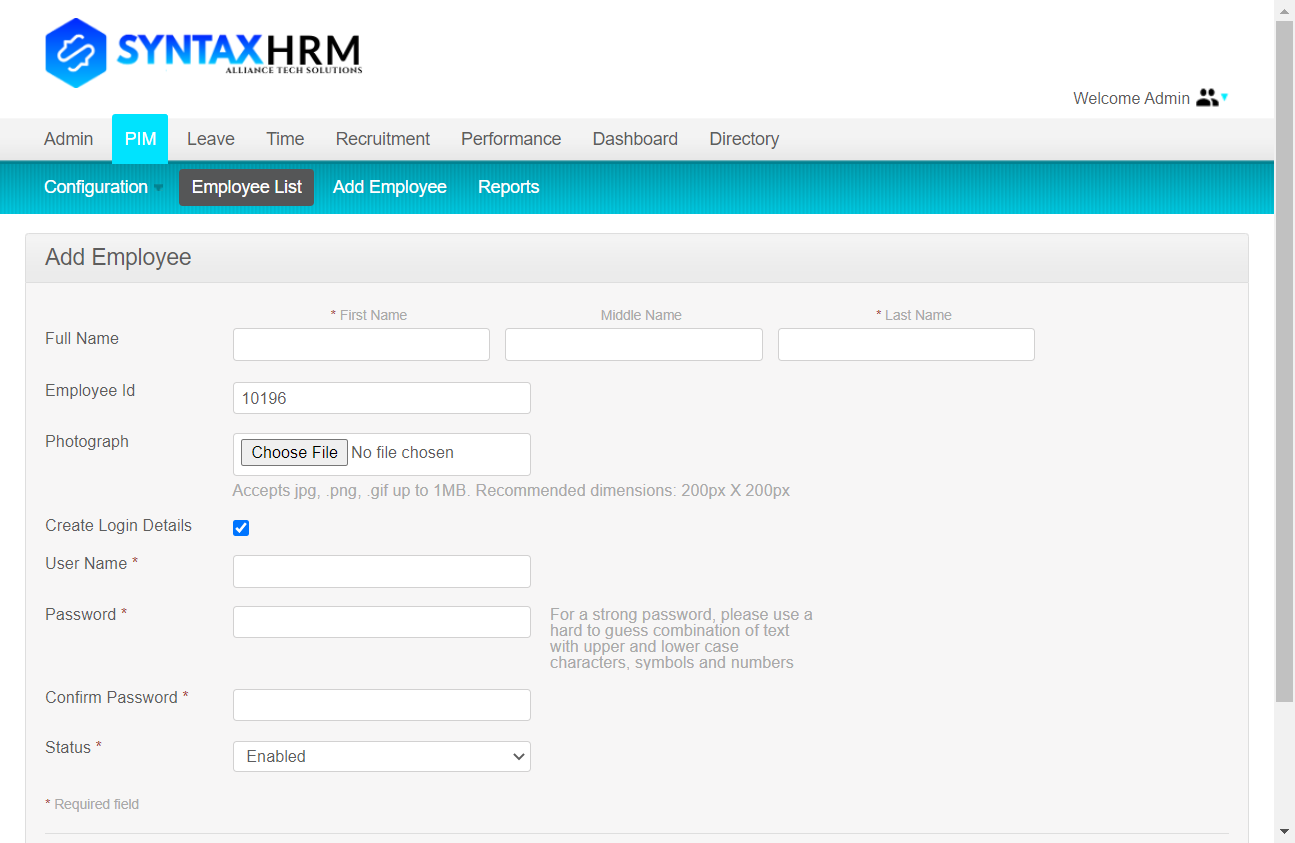 SYNTAXHRM
ALLIANCE TECH SOLUTIONS
Welcome Admin
Admin PIM Leave Time Recruitment Performance Dashboard Directory
Configuration Employee List Add Employee Reports
Add Employee
* First Name Middle Name * Last Name
Full Name
Employee Id 10196
Photograph Choose File No file chosen
Accepts jpg, .png, .gif up to 1MB. Recommended dimensions: 200px X 200px
Create Login Details
User Name *
Password * For a strong password, please use a
hard to guess combination of text
with upper and lower case
characters, symbols and numbers
Confirm Password *
Status * Enabled
* Required field